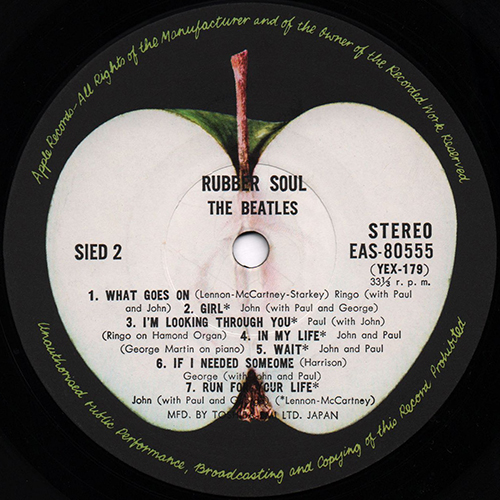 Apple Records/All Rights of the Manufacturer and of the Owner of the Recorded Work Reserved
RUBBER SOUL
THE BEATLES
SIED 2
STEREO
EAS-80555
(YEX-179)
33⅓ r. p. m.
1. WHAT GOES ON (Lennon-McCartney-Starkey) Ringo (with Paul
and John) 2. GIRL* John (with Paul and George)
3. I'M LOOKING THROUGH YOU* Paul (with John)
(Ringo on Hamond Organ) 4. IN MY LIFE* John and Paul
(George Martin on piano) 5. WAIT* John and Paul
6. IF I NEEDED SOMEONE (Harrison)
George (with John and Paul)
7. RUN FOR YOUR LIFE*
John (with Paul and George) (*Lennon-McCartney)
MFD. BY TOSHIBA EMI LTD. JAPAN
Unauthorised Public Performance, Broadcasting and Copying of this Record Prohibited